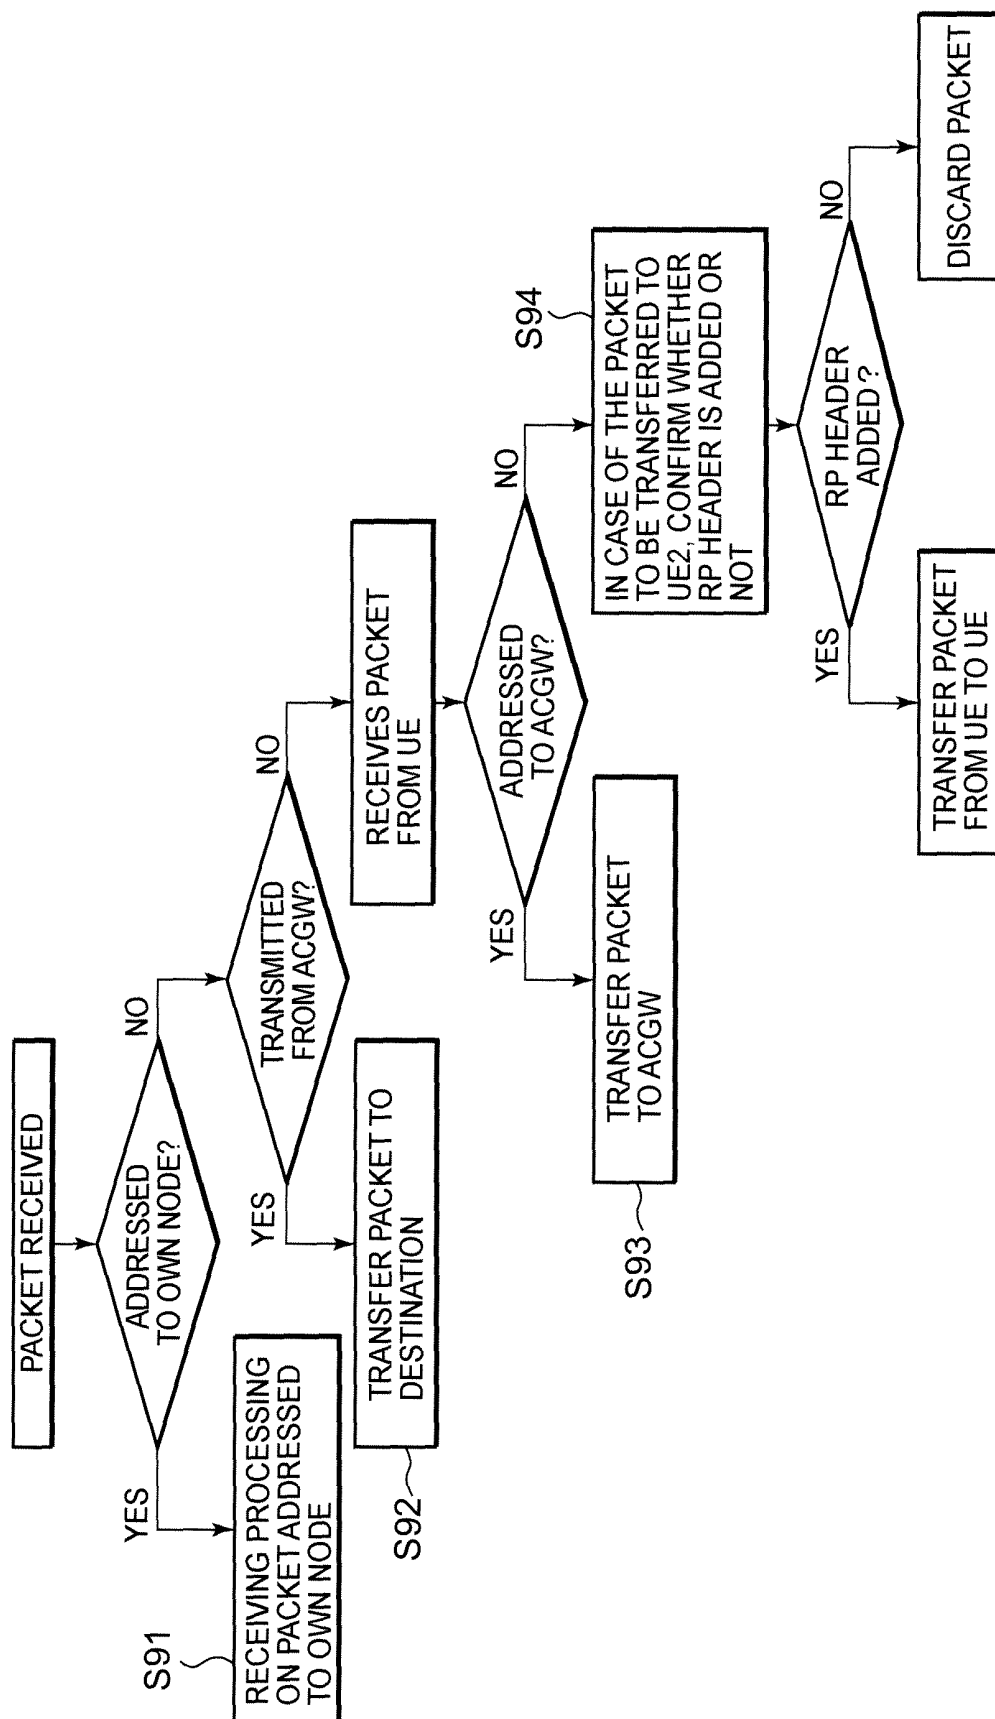 PACKET RECEIVED
ADDRESSED
TO OWN NODE?
YES
NO
S91
RECEIVING PROCESSING
ON PACKET ADDRESSED
TO OWN NODE
TRANSMITTED
FROM ACGW?
YES
NO
S92
TRANSFER PACKET TO
DESTINATION
RECEIVES PACKET
FROM UE
ADDRESSED
TO ACGW?
YES
NO
S93
TRANSFER PACKET
TO ACGW
S94
IN CASE OF THE PACKET
TO BE TRANSFERRED TO
UE2, CONFIRM WHETHER
RP HEADER IS ADDED OR
NOT
RP HEADER
ADDED?
YES
NO
TRANSFER PACKET
FROM UE TO UE
DISCARD PACKET